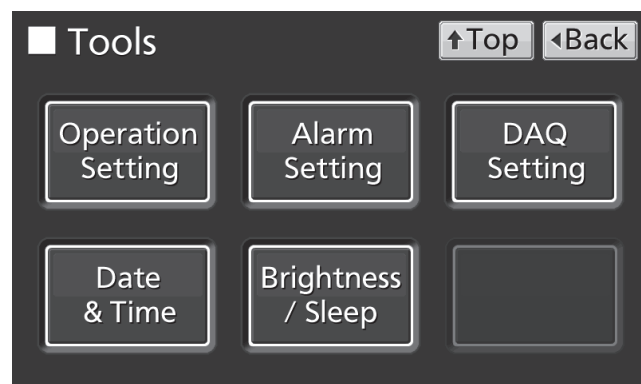 Tools
Top
Back
Operation
Setting
Alarm
Setting
DAQ
Setting
Date
& Time
Brightness
/ Sleep